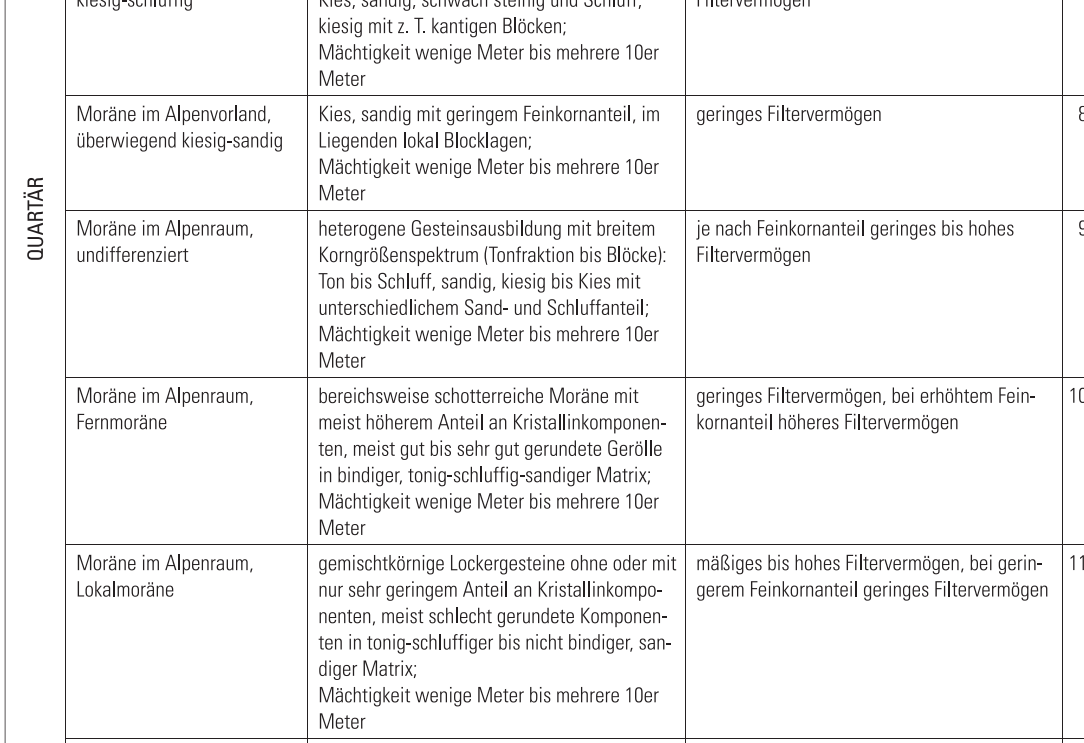 kiesig-schluffig
Kies, sandig, schwach steinig und Schluff,
kiesig mit z. T. kantigen Blöcken;
Mächtigkeit wenige Meter bis mehrere 10er
Meter
Filtervermögen
QUARTÄR
Moräne im Alpenvorland,
überwiegend kiesig-sandig
Kies, sandig mit geringem Feinkornanteil, im
Liegenden lokal Blocklagen;
Mächtigkeit wenige Meter bis mehrere 10er
Meter
geringes Filtervermögen
8
Moräne im Alpenraum,
undifferenziert
heterogene Gesteinsausbildung mit breitem
Korngrößenspektrum (Tonfraktion bis Blöcke):
Ton bis Schluff, sandig, kiesig bis Kies mit
unterschiedlichem Sand- und Schluffanteil;
Mächtigkeit wenige Meter bis mehrere 10er
Meter
je nach Feinkornanteil geringes bis hohes
Filtervermögen
9
Moräne im Alpenraum,
Fernmoräne
bereichsweise schotterreiche Moräne mit
meist höherem Anteil an Kristallinkomponen-
ten, meist gut bis sehr gut gerundete Gerölle
in bindiger, tonig-schluffig-sandiger Matrix;
Mächtigkeit wenige Meter bis mehrere 10er
Meter
geringes Filtervermögen, bei erhöhtem Fein-
kornanteil höheres Filtervermögen
10
Moräne im Alpenraum,
Lokalmoräne
gemischtkörnige Lockergesteine ohne oder mit
nur sehr geringem Anteil an Kristallinkompo-
nenten, meist schlecht gerundete Komponen-
ten in tonig-schluffiger bis nicht bindiger, san-
diger Matrix;
Mächtigkeit wenige Meter bis mehrere 10er
Meter
mäßiges bis hohes Filtervermögen, bei gerin-
gerem Feinkornanteil geringes Filtervermögen
11